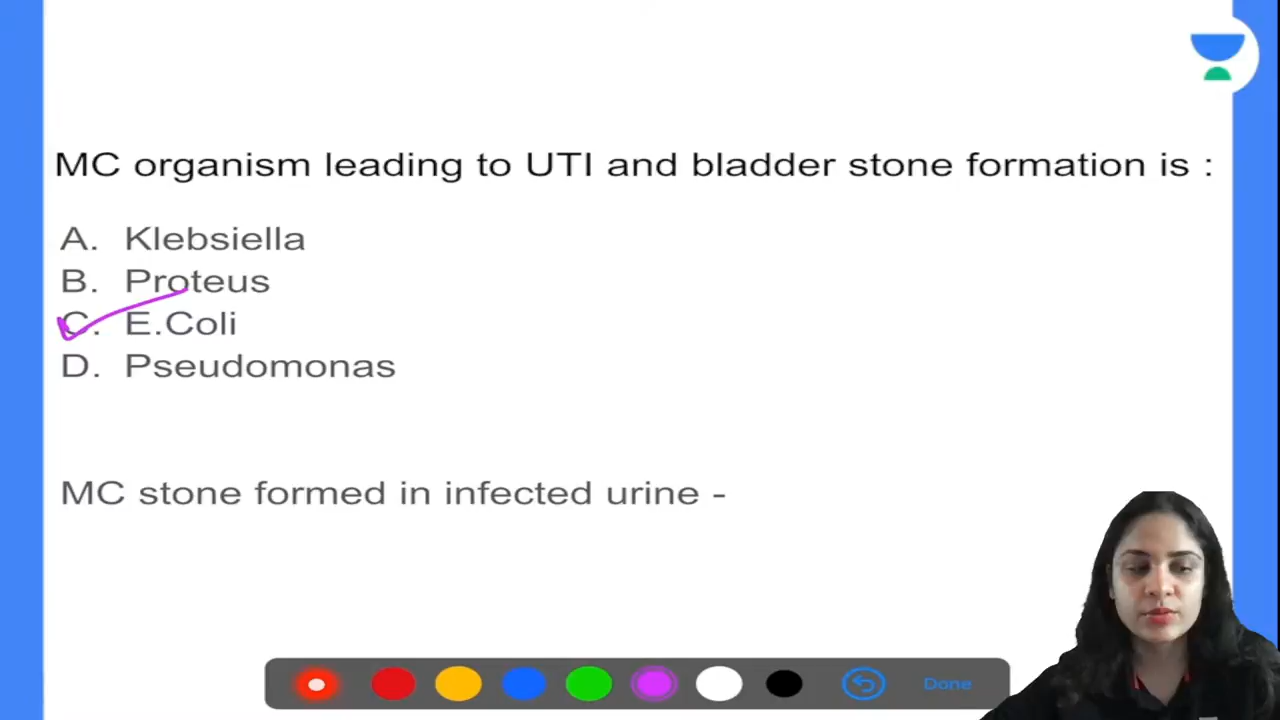 MC organism leading to UTI and bladder stone formation is :
A. Klebsiella
B. Proteus
C. E.Coli
D. Pseudomonas
MC stone formed in infected urine -
Done